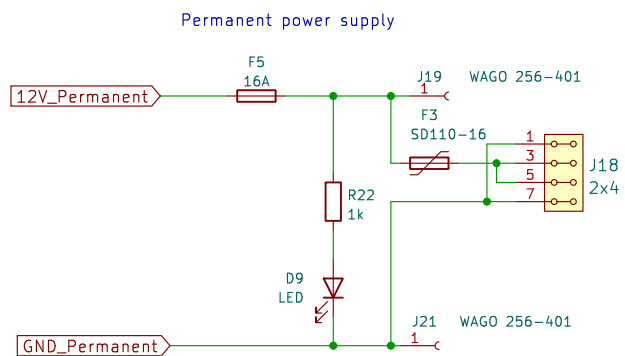 Permanent power supply
F5
16A
12V_Permanent
J19
1
WAGO 256-401
F3
SD110-16
1
3
5
7
J18
2x4
R22
1k
D9
LED
J21
1
WAGO 256-401
GND_Permanent